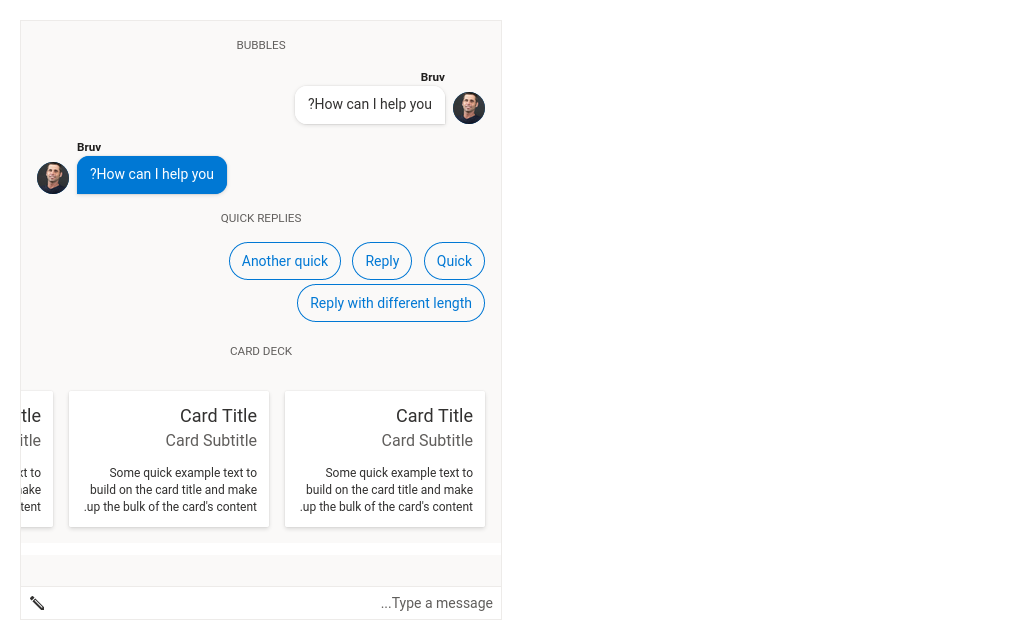 BUBBLES
Bruv
?How can I help you
Bruv
?How can I help you
QUICK REPLIES
Another quick Reply Quick
Reply with different length
CARD DECK
Card Title
Card Subtitle
Some quick example text to
build on the card title and make
.up the bulk of the card's content
Card Title
Card Subtitle
Some quick example text to
build on the card title and make
.up the bulk of the card's content
tle
itle
xt to
ake
tent
...Type a message